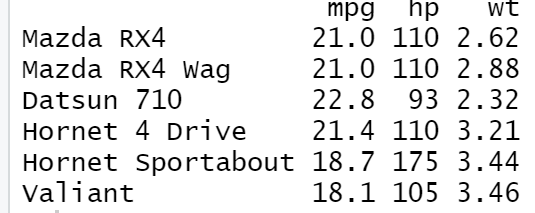 mpg hp wt
Mazda RX4 21.0 110 2.62
Mazda RX4 Wag 21.0 110 2.88
Datsun 710 22.8 93 2.32
Hornet 4 Drive 21.4 110 3.21
Hornet Sportabout 18.7 175 3.44
Valiant 18.1 105 3.46